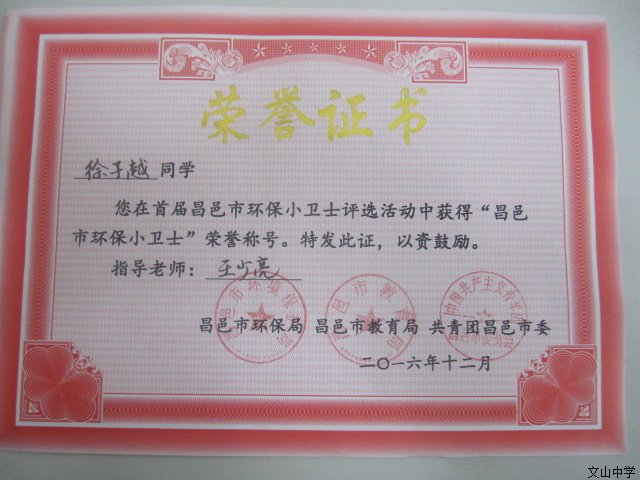 荣誉证书
徐子越 同学
您在首届昌邑市环保小卫士评选活动中获得“昌邑
市环保小卫士”荣誉称号。特发此证，以资鼓励。
指导老师：
昌邑市环保局 昌邑市教育局 共青团昌邑市委
二〇一六年十二月
文山中学